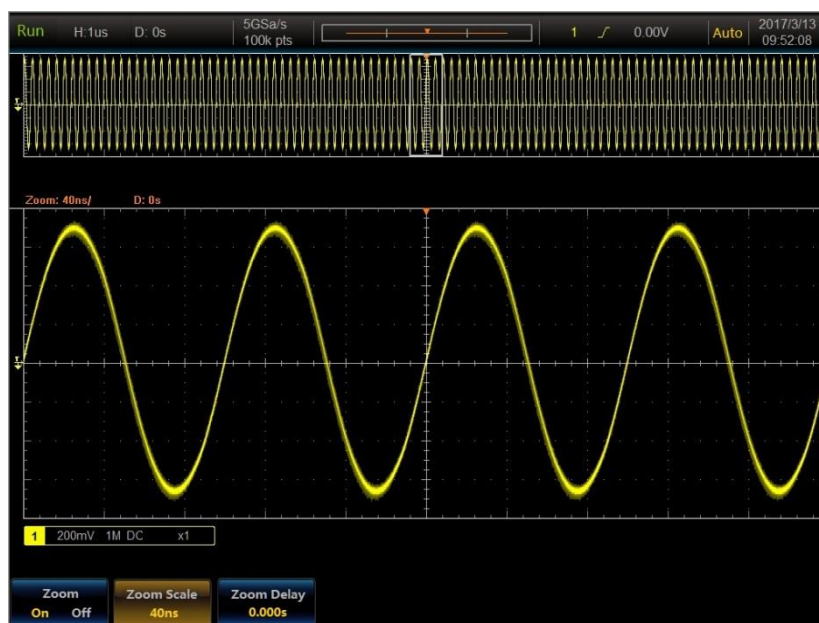 Run H:1us D: 0s 5GSa/s 100k pts 1 0.00V Auto 2017/3/13 09:52:08
T
Zoom: 40ns/ D: 0s
T
1 200mV 1M DC x1
Zoom On Off
Zoom Scale 40ns
Zoom Delay 0.000s